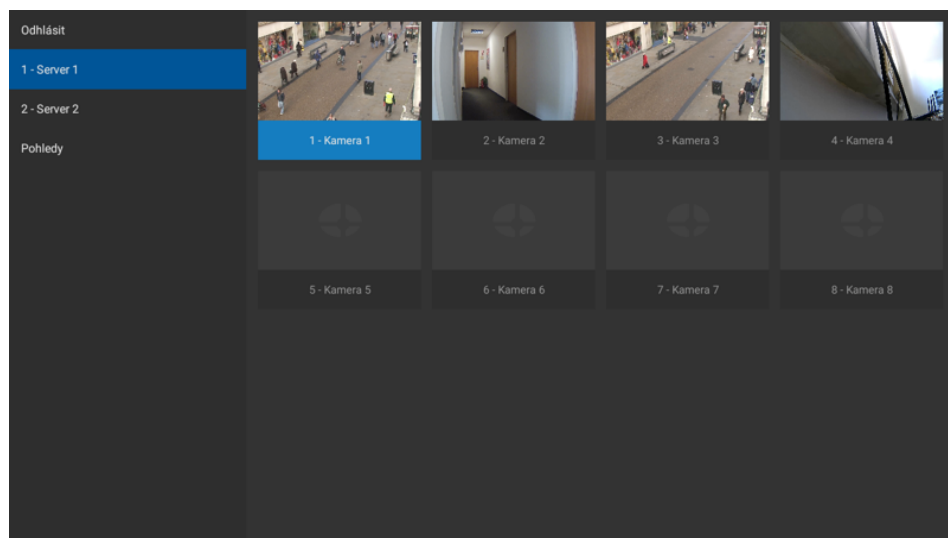 Odhlásit
1 - Server 1
2 - Server 2
Pohledy
1 - Kamera 1
2 - Kamera 2
3 - Kamera 3
4 - Kamera 4
5 - Kamera 5
6 - Kamera 6
7 - Kamera 7
8 - Kamera 8